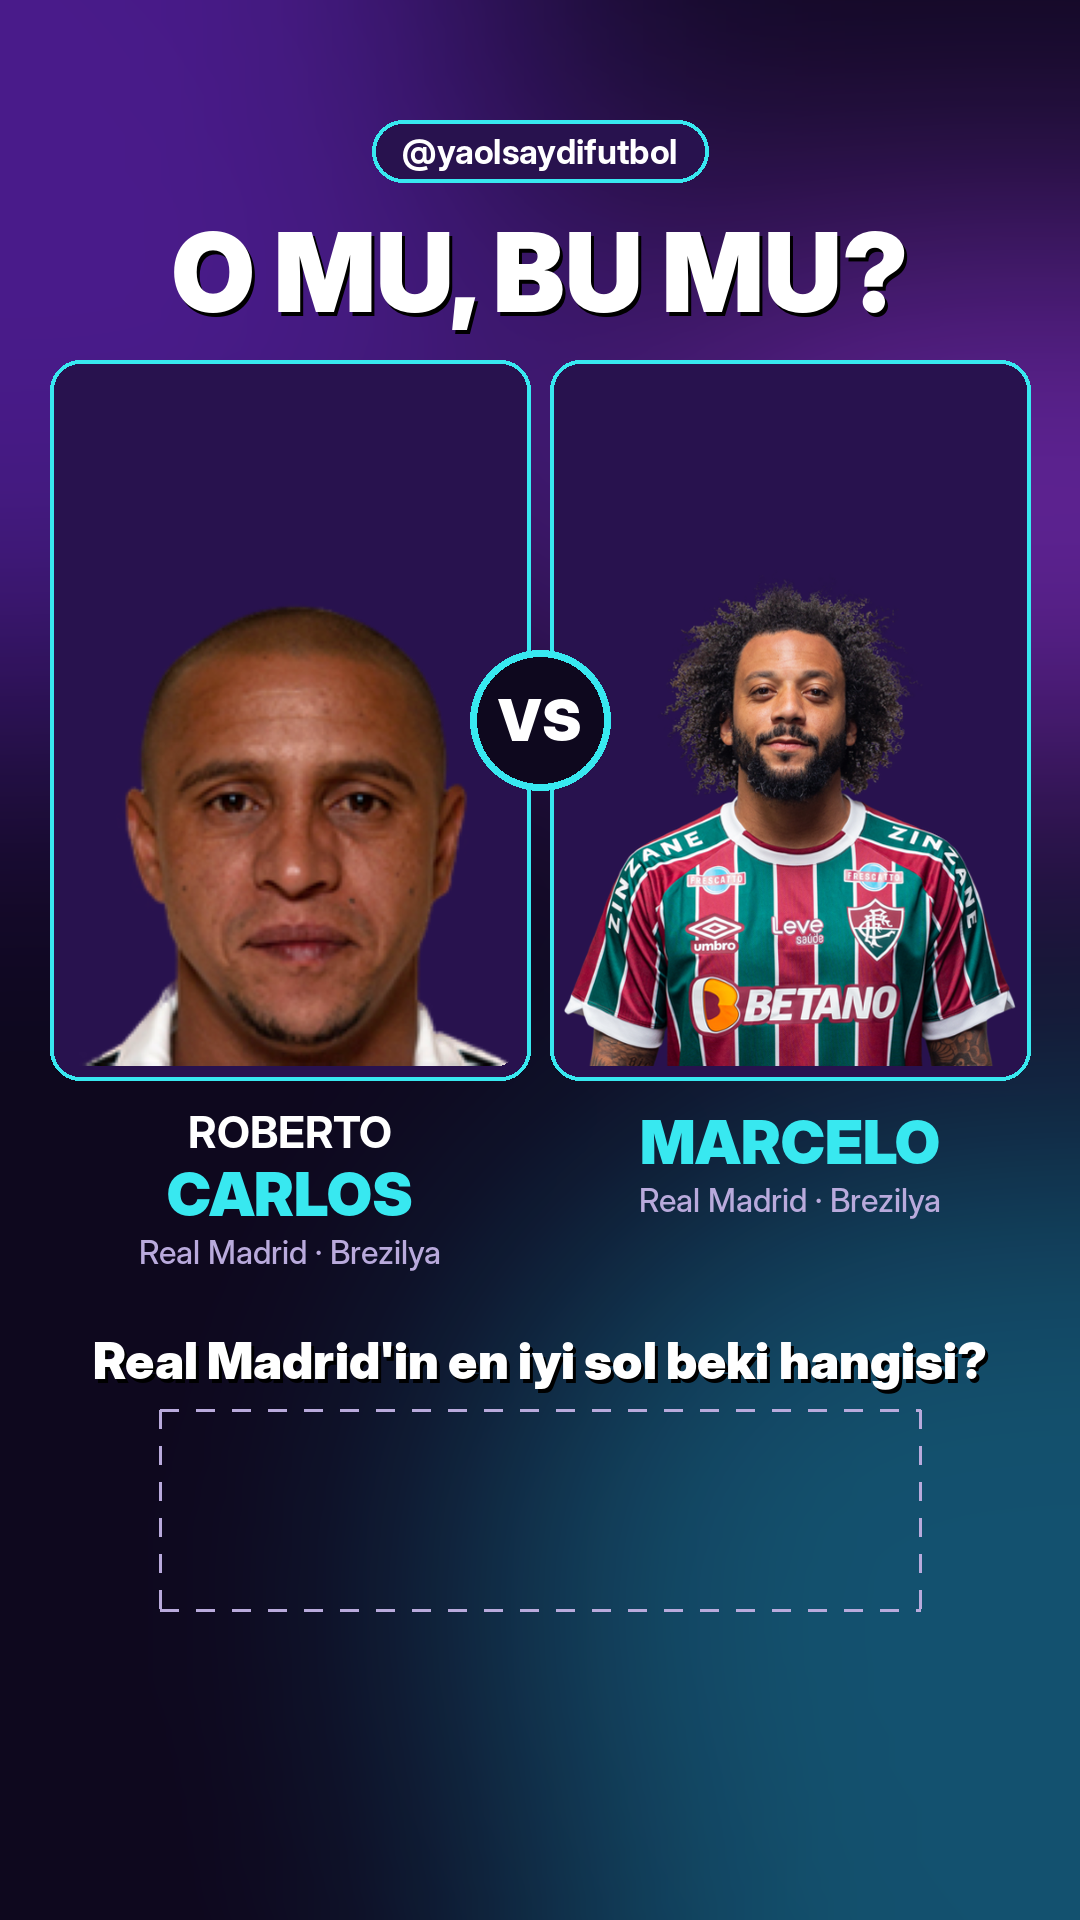 @yaolsaydifutbol
O MU, BU MU?
VS
ZINZANE
ZINZANE
FRESCATTO
FRESCATTO
umbro
Leve
saúde
FFC
BETANO
ROBERTO
CARLOS
Real Madrid · Brezilya
MARCELO
Real Madrid · Brezilya
Real Madrid'in en iyi sol beki hangisi?